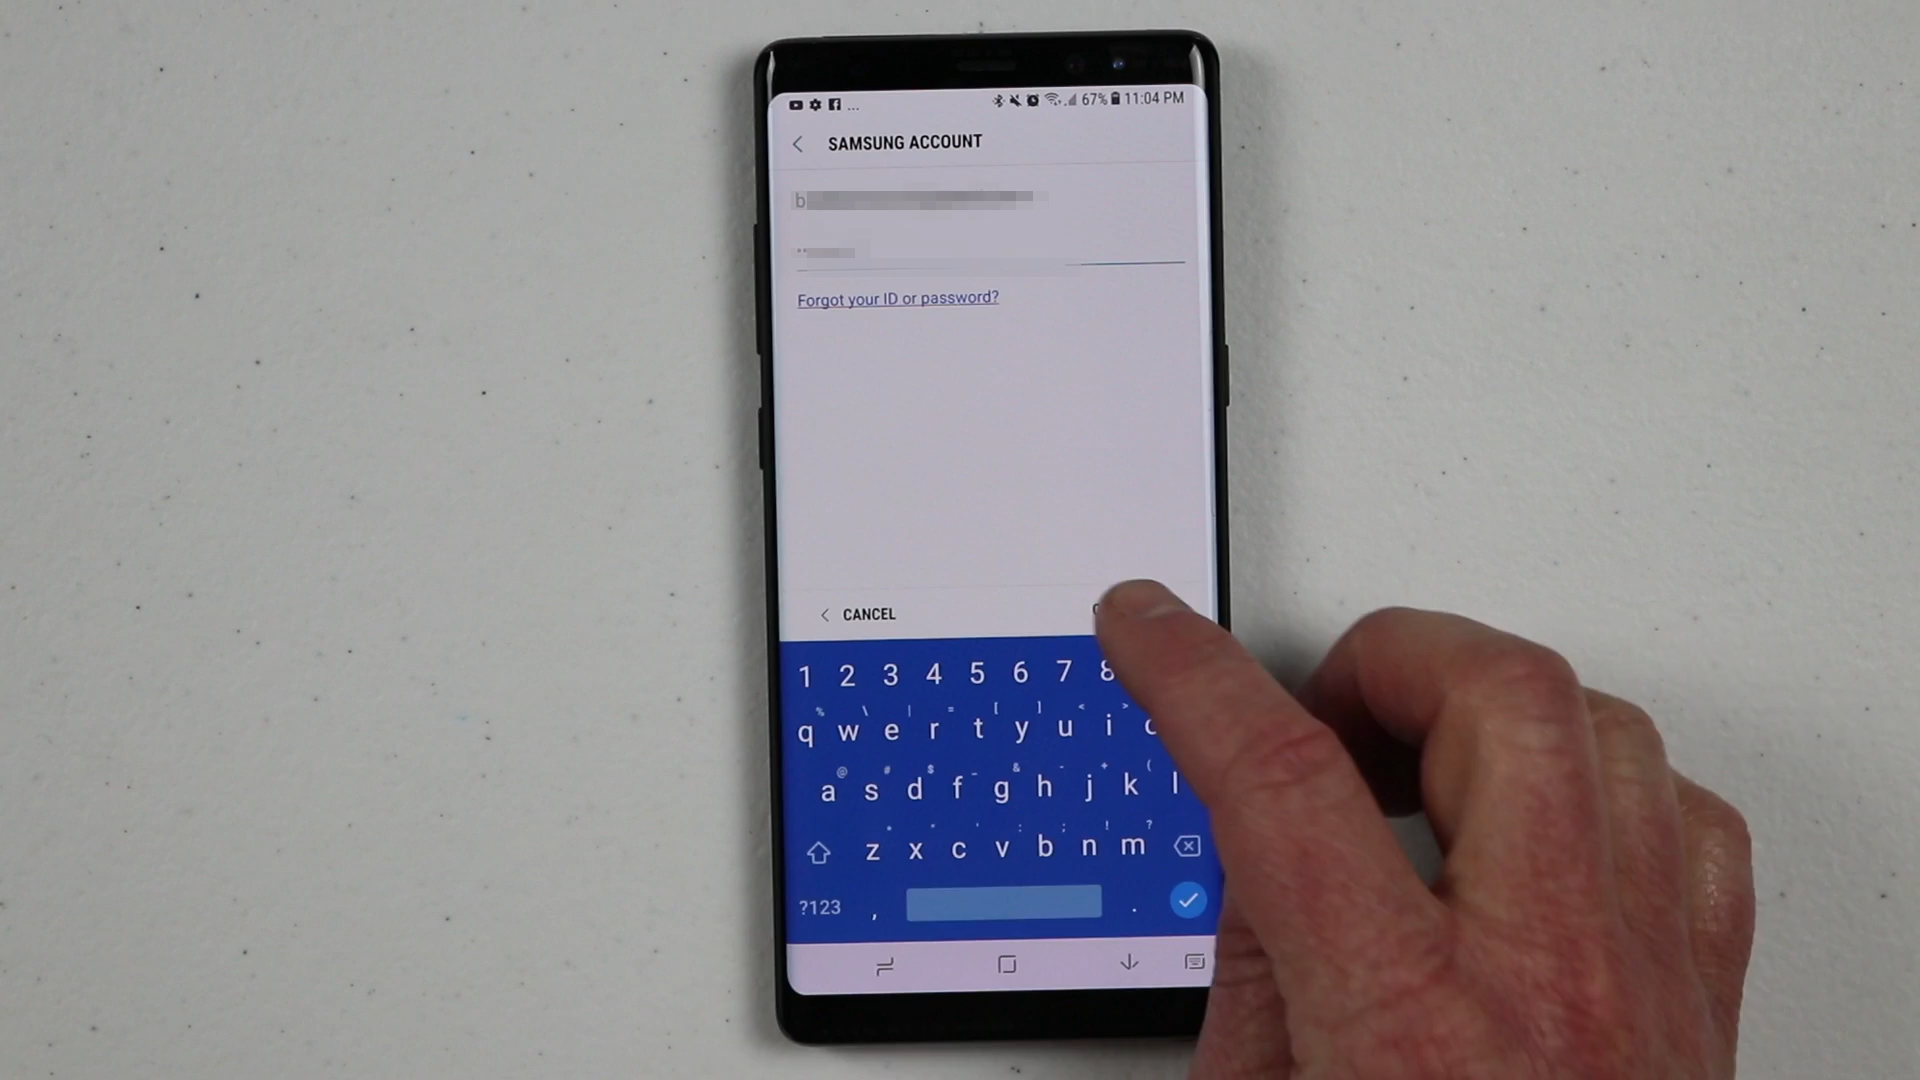 ... 67% 11:04 PM
SAMSUNG ACCOUNT
b
Forgot your ID or password?
CANCEL
1 2 3 4 5 6 7 8
% \ | = [ ] < >
q w e r t y u i
@ # $ - & - + (
a s d f g h j k l
* " ' : ; ! ?
z x c v b n m
?123 , .